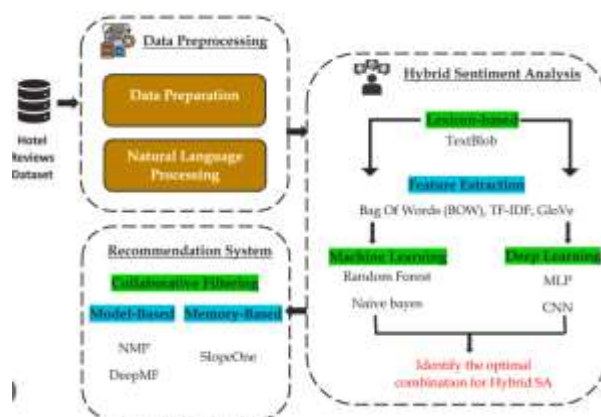 Data Preprocessing
Data Preparation
Natural Language
Processing
Hotel
Reviews
Dataset
Hybrid Sentiment Analysis
Lexicon-based
TextBlob
Feature Extraction
Bag Of Words (BOW), TF-IDF, GloVe
Machine Learning
Random Forest
Naive bayes
Deep Learning
MLP
CNN
Identify the optimal
combination for Hybrid SA
Recommendation System
Collaborative Filtering
Model-Based
Memory-Based
NMF
DeepMF
SlopeOne